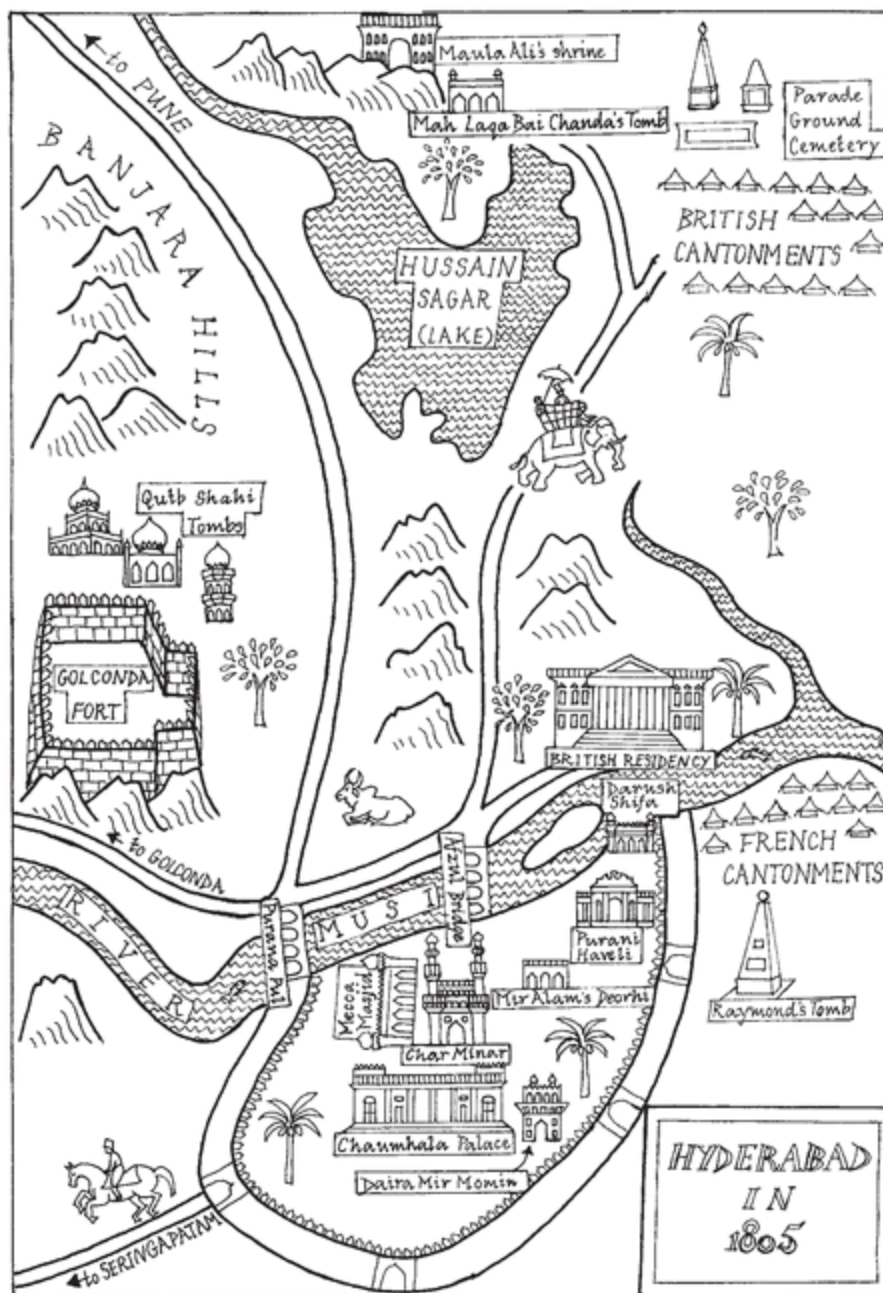 to PUNE
Maula Ali's shrine
Mah Laqa Bai Chanda's Tomb
Parade
Ground
Cemetery
BANJARA HILLS
BRITISH
CANTONMENTS
HUSSAIN
SAGAR
(LAKE)
Qutb Shahi
Tombs
GOLCONDA
FORT
BRITISH RESIDENCY
Darush
Shifa
to GOLCONDA
FRENCH
CANTONMENTS
RIVER MUSI
Purana Pul
Afzul Bridge
Purani
Haveli
Mir Alam's Deorhi
Raymond's Tomb
Mecca
Masjid
Char Minar
Chaumhala Palace
Daira Mir Momin
to SERINGAPATAM
HYDERABAD
IN
1805